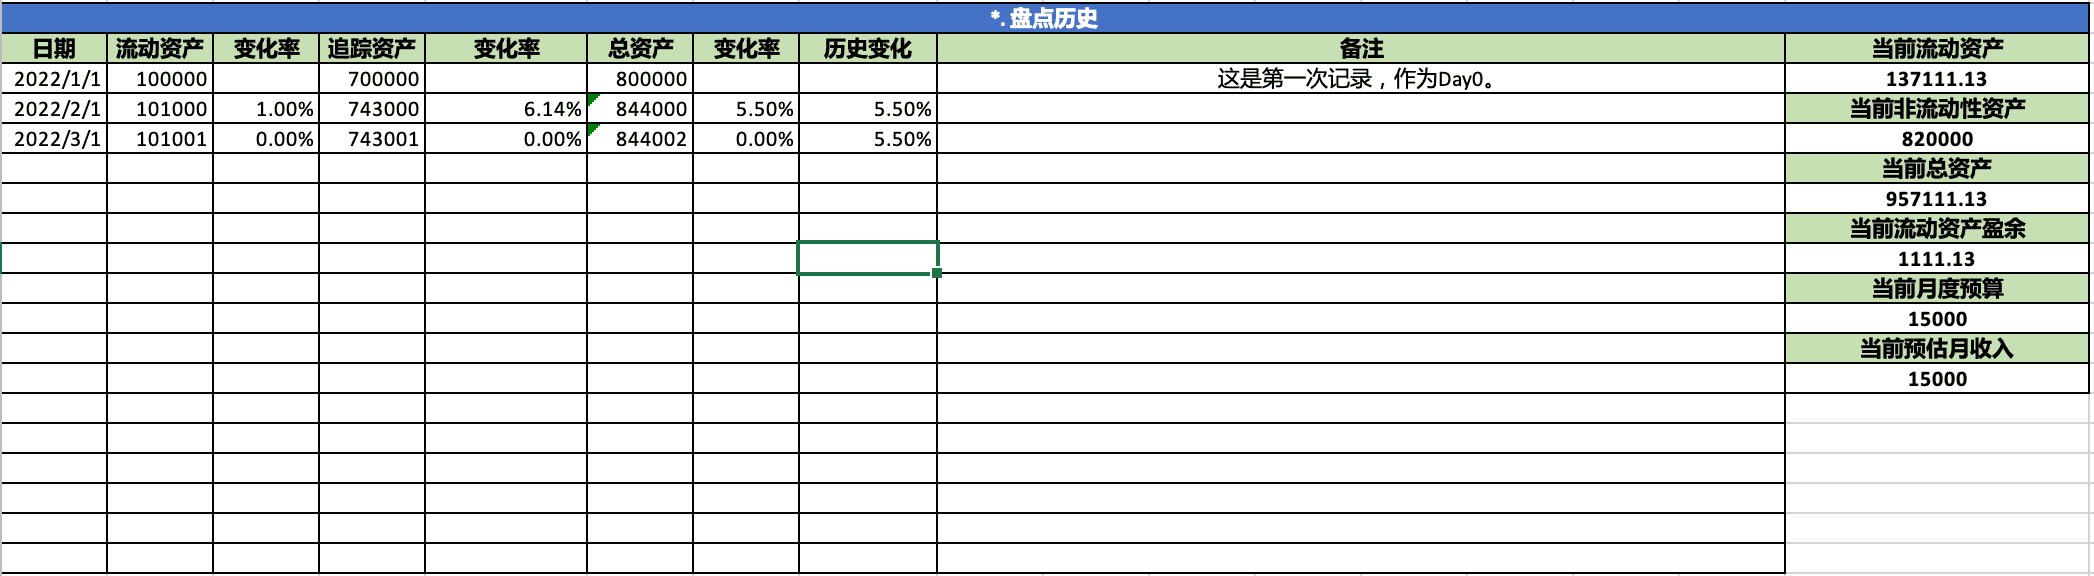 *. 盘点历史
日期 流动资产 变化率 追踪资产 变化率 总资产 变化率 历史变化 备注 当前流动资产
2022/1/1 100000 700000 800000 这是第一次记录，作为Day0。 137111.13
2022/2/1 101000 1.00% 743000 6.14% 844000 5.50% 5.50% 当前非流动性资产
2022/3/1 101001 0.00% 743001 0.00% 844002 0.00% 5.50% 820000
当前总资产
957111.13
当前流动资产盈余
1111.13
当前月度预算
15000
当前预估月收入
15000